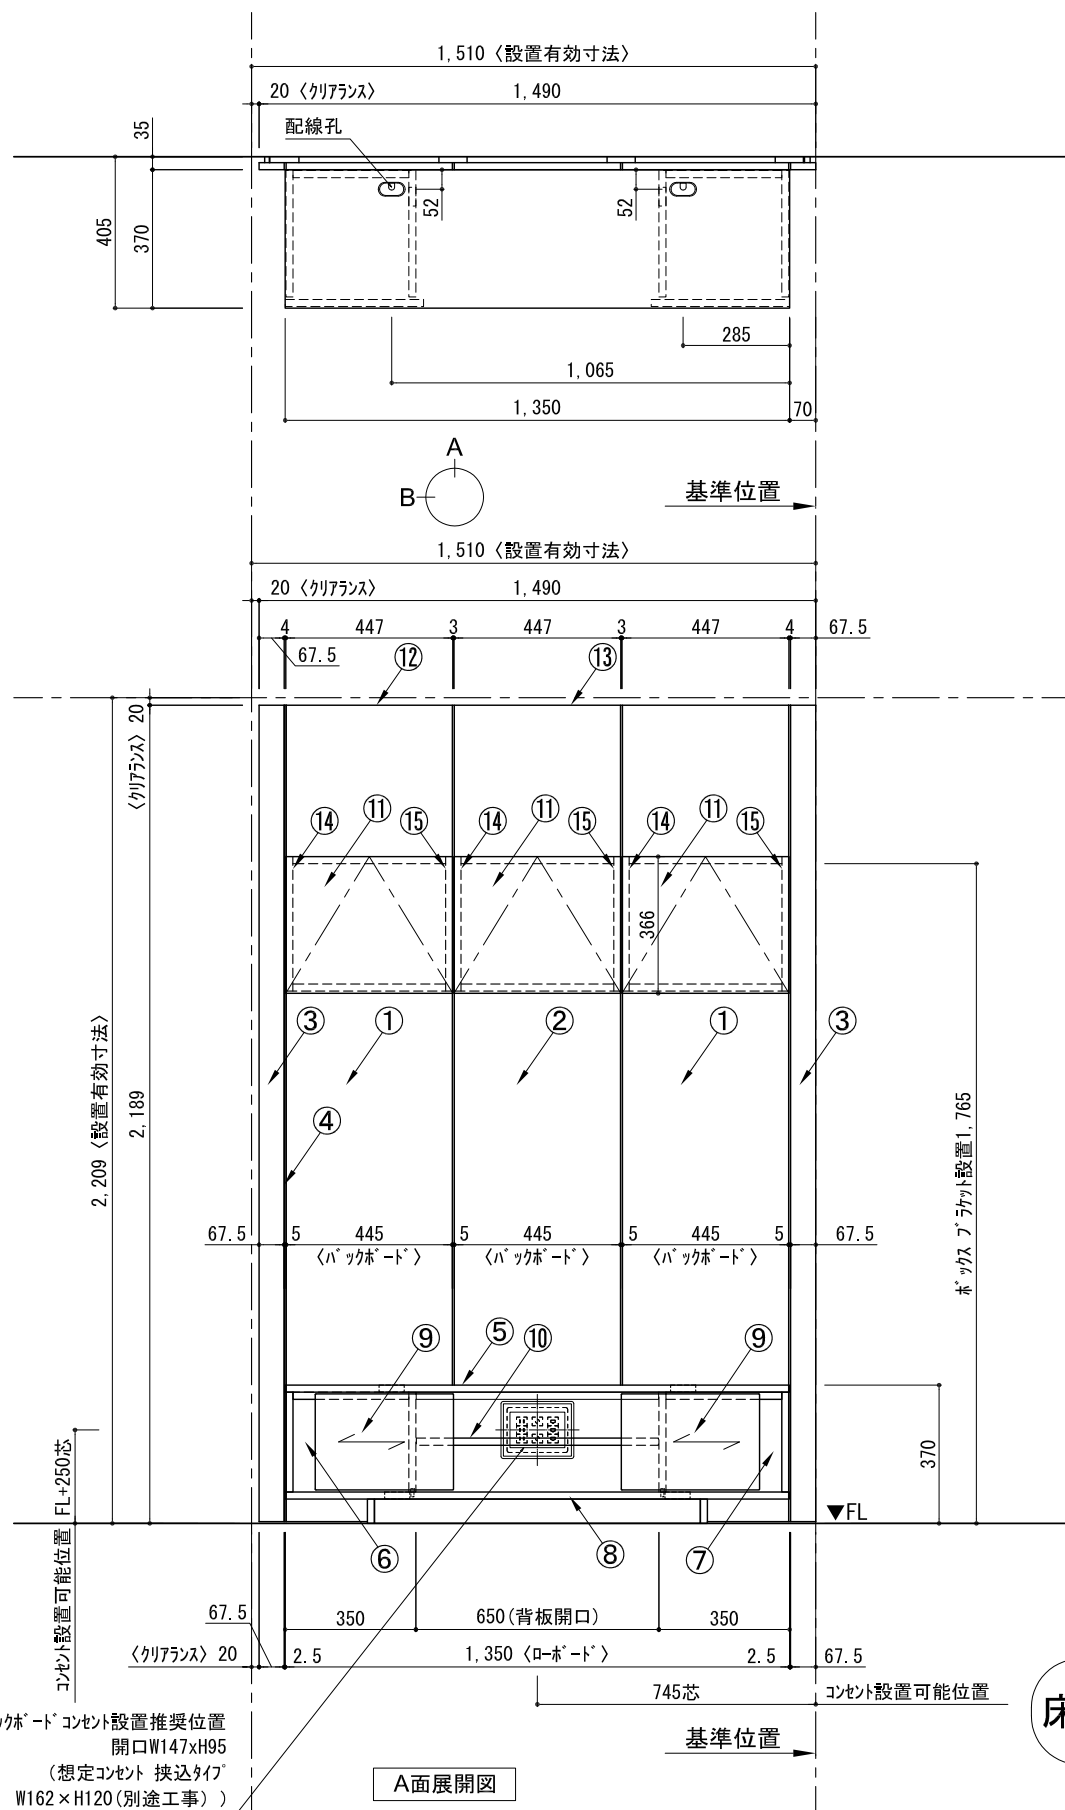 1,510〈設置有効寸法〉
20〈クリアランス〉
1,490
35
配線孔
52
52
405
370
285
1,065
1,350
70
A
B
基準位置
1,510〈設置有効寸法〉
20〈クリアランス〉
1,490
4
447
3
447
3
447
4
67.5
67.5
⑫
⑬
〈クリアランス〉20
⑭
⑪
⑮
⑭
⑪
⑮
⑭
⑪
⑮
366
③
①
②
①
③
④
2,209〈設置有効寸法〉
2,189
ボックス ブラケット設置1,765
67.5
5
445
5
445
5
445
5
67.5
〈バックボード〉
〈バックボード〉
〈バックボード〉
⑨
⑤
⑩
⑨
370
コンセント設置可能位置 FL+250芯
▼FL
⑥
⑧
⑦
67.5
350
650(背板開口)
350
〈クリアランス〉20
2.5
1,350〈ローボード〉
2.5
67.5
745芯
コンセント設置可能位置
床
クボードコンセント設置推奨位置
開口W147xH95
(想定コンセント 挟込タイプ
W162×H120(別途工事))
基準位置
A面展開図